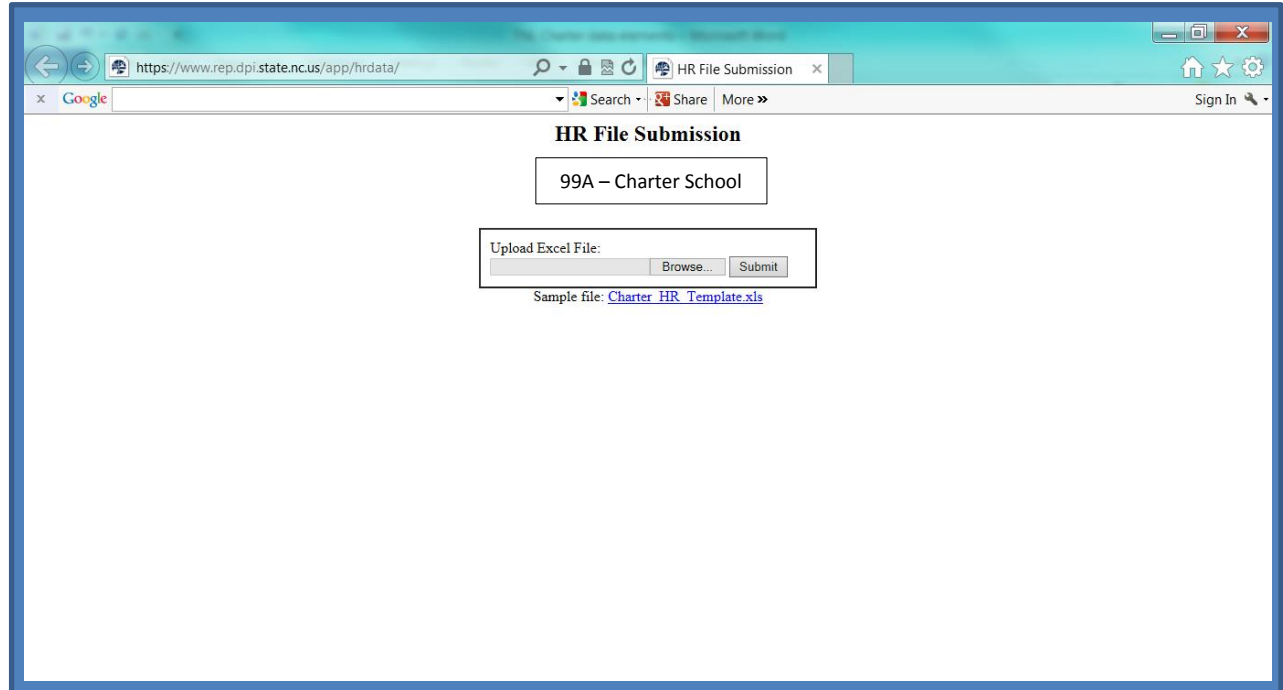 https://www.rep.dpi.state.nc.us/app/hrdata/ HR File Submission
x Google Search Share More » Sign In
HR File Submission
99A – Charter School
Upload Excel File:
Browse... Submit
Sample file: Charter_HR_Template.xls